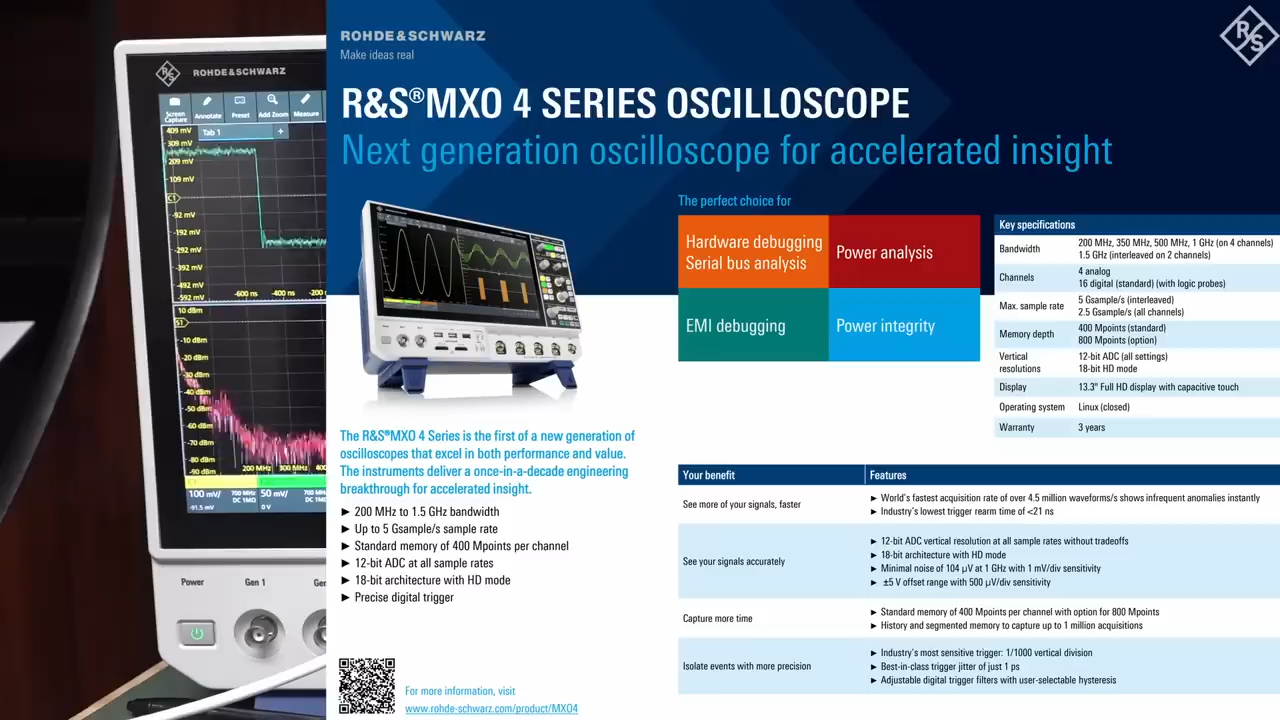 ROHDE & SCHWARZ
Screen Capture
Annotate
Preset
Add Zoom
Measure
409 mV
Tab 1
+
309 mV
209 mV
109 mV
C1
-92 mV
-192 mV
-292 mV
-392 mV
-492 mV
-592 mV
-600 ns
-400 ns
-200
10 dBm
S1
-10 dBm
-20 dBm
-30 dBm
-40 dBm
-50 dBm
-60 dBm
-70 dBm
-80 dBm
-90 dBm
200 MHz
300 MHz
400
100 mV/
700 MHz
DC 1MΩ
50 mV/
700 MHz
DC 1MΩ
-91.5 mV
0 V
Power
Gen 1
Gen
ROHDE & SCHWARZ
Make ideas real
R&S
R&S®MXO 4 SERIES OSCILLOSCOPE
Next generation oscilloscope for accelerated insight
The R&S®MXO 4 Series is the first of a new generation of
oscilloscopes that excel in both performance and value.
The instruments deliver a once-in-a-decade engineering
breakthrough for accelerated insight.
► 200 MHz to 1.5 GHz bandwidth
► Up to 5 Gsample/s sample rate
► Standard memory of 400 Mpoints per channel
► 12-bit ADC at all sample rates
► 18-bit architecture with HD mode
► Precise digital trigger
For more information, visit
www.rohde-schwarz.com/product/MXO4
The perfect choice for
Hardware debugging
Serial bus analysis
Power analysis
EMI debugging
Power integrity
Key specifications
Bandwidth 200 MHz, 350 MHz, 500 MHz, 1 GHz (on 4 channels)
1.5 GHz (interleaved on 2 channels)
Channels 4 analog
16 digital (standard) (with logic probes)
Max. sample rate 5 Gsample/s (interleaved)
2.5 Gsample/s (all channels)
Memory depth 400 Mpoints (standard)
800 Mpoints (option)
Vertical resolutions 12-bit ADC (all settings)
18-bit HD mode
Display 13.3" Full HD display with capacitive touch
Operating system Linux (closed)
Warranty 3 years
Your benefit Features
See more of your signals, faster
► World's fastest acquisition rate of over 4.5 million waveforms/s shows infrequent anomalies instantly
► Industry's lowest trigger rearm time of <21 ns
See your signals accurately
► 12-bit ADC vertical resolution at all sample rates without tradeoffs
► 18-bit architecture with HD mode
► Minimal noise of 104 µV at 1 GHz with 1 mV/div sensitivity
► ±5 V offset range with 500 µV/div sensitivity
Capture more time
► Standard memory of 400 Mpoints per channel with option for 800 Mpoints
► History and segmented memory to capture up to 1 million acquisitions
Isolate events with more precision
► Industry's most sensitive trigger: 1/1000 vertical division
► Best-in-class trigger jitter of just 1 ps
► Adjustable digital trigger filters with user-selectable hysteresis